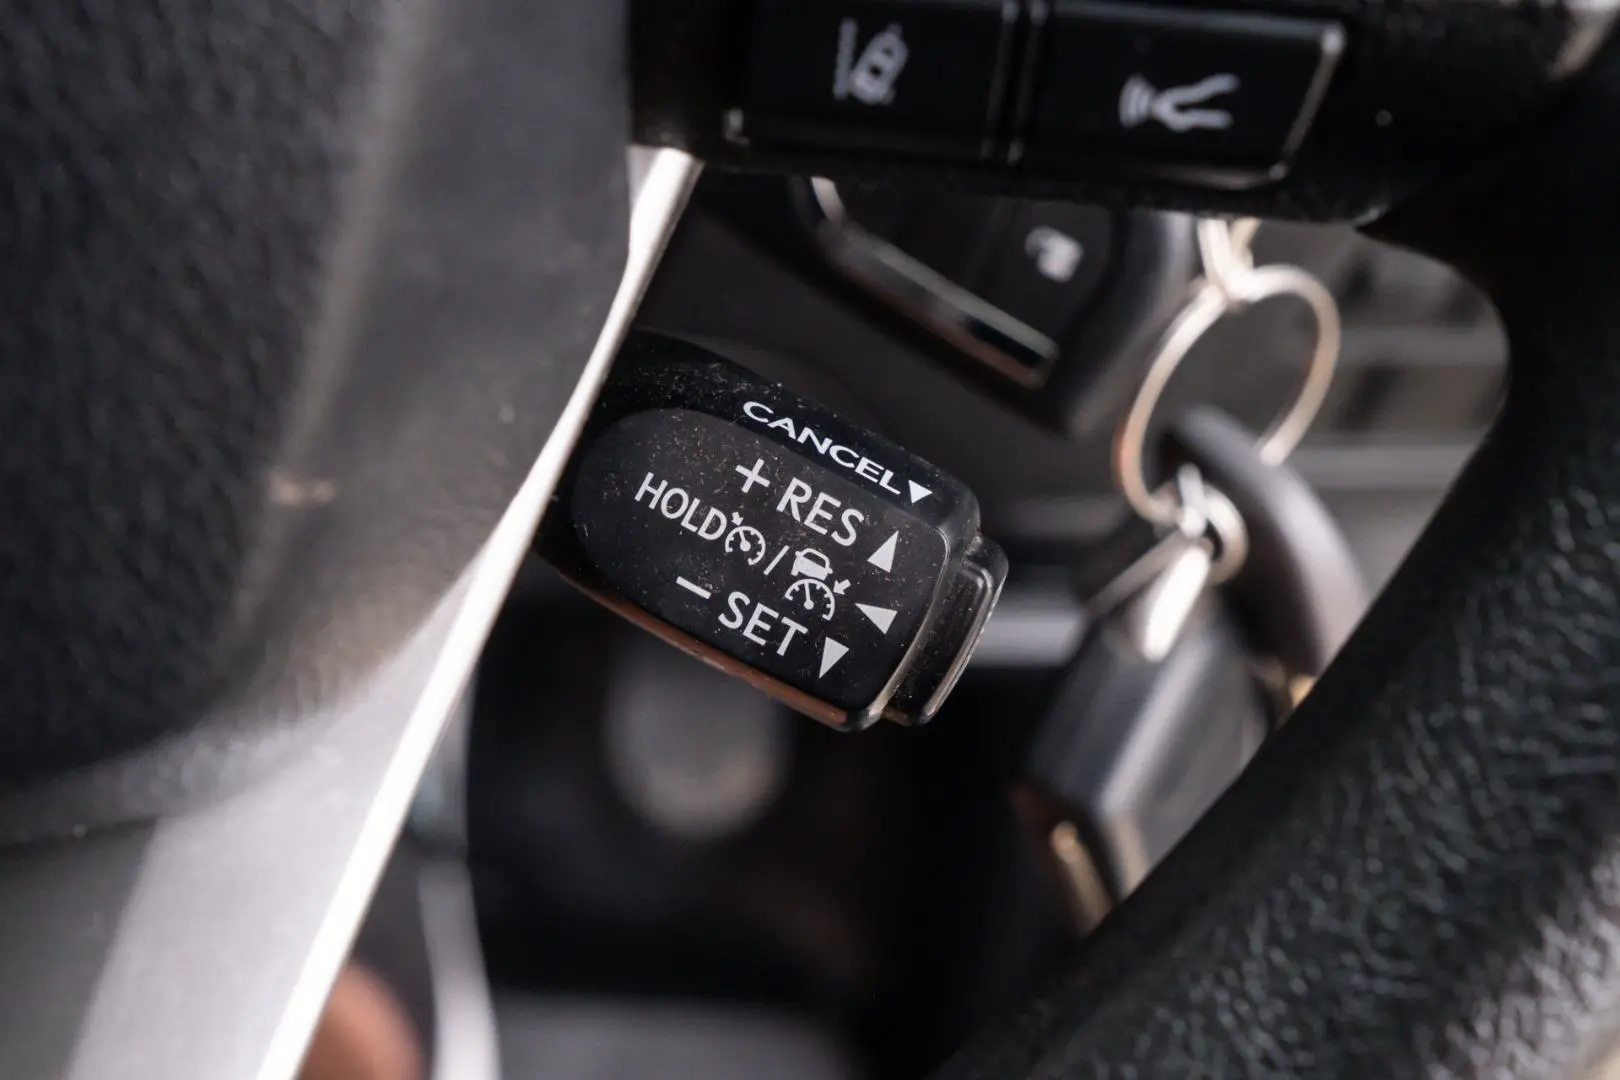 CANCEL▼
+ RES ▲
HOLD / ◀
− SET ▼